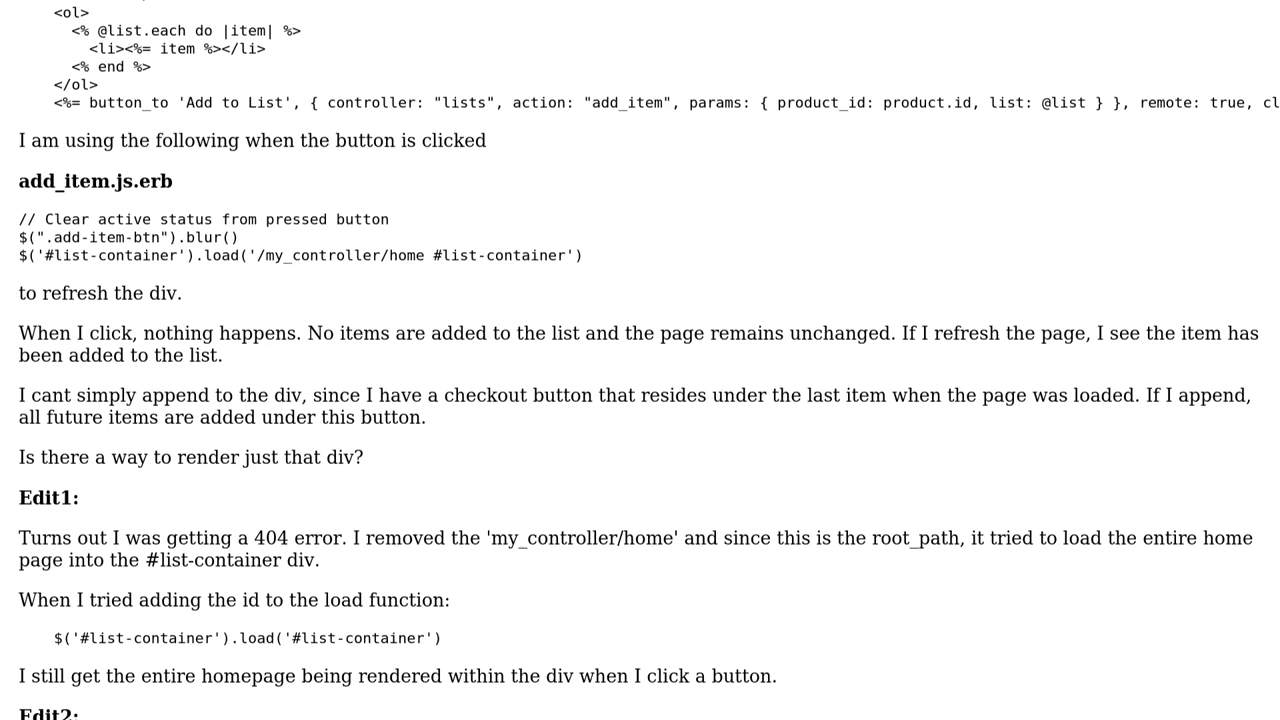 <ol>
<% @list.each do |item| %>
<li><%= item %></li>
<% end %>
</ol>
<%= button_to 'Add to List', { controller: "lists", action: "add_item", params: { product_id: product.id, list: @list } }, remote: true, cl
I am using the following when the button is clicked
add_item.js.erb
// Clear active status from pressed button
$(".add-item-btn").blur()
$('#list-container').load('/my_controller/home #list-container')
to refresh the div.
When I click, nothing happens. No items are added to the list and the page remains unchanged. If I refresh the page, I see the item has
been added to the list.
I cant simply append to the div, since I have a checkout button that resides under the last item when the page was loaded. If I append,
all future items are added under this button.
Is there a way to render just that div?
Edit1:
Turns out I was getting a 404 error. I removed the 'my_controller/home' and since this is the root_path, it tried to load the entire home
page into the #list-container div.
When I tried adding the id to the load function:
$('#list-container').load('#list-container')
I still get the entire homepage being rendered within the div when I click a button.
Edit2: